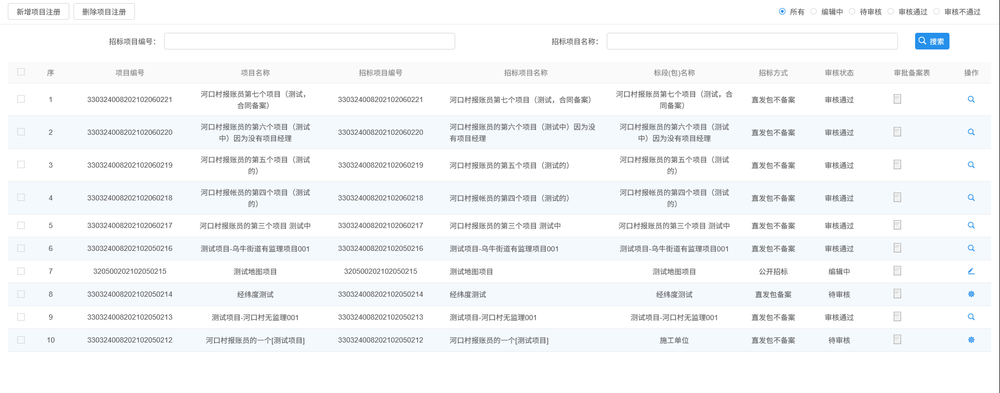 新增项目注册 删除项目注册 所有 编辑中 待审核 审核通过 审核不通过
招标项目编号： 招标项目名称： 搜索
序 项目编号 项目名称 招标项目编号 招标项目名称 标段(包)名称 招标方式 审核状态 审批备案表 操作
1 330324008202102060221 河口村报账员第七个项目（测试，合同备案） 330324008202102060221 河口村报账员第七个项目（测试，合同备案） 河口村报账员第七个项目（测试，合同备案） 直发包不备案 审核通过
2 330324008202102060220 河口村报账员的第六个项目（测试中）因为没有项目经理 330324008202102060220 河口村报账员的第六个项目（测试中）因为没有项目经理 河口村报账员的第六个项目（测试中）因为没有项目经理 直发包不备案 审核通过
3 330324008202102060219 河口村报账员的第五个项目（测试的） 330324008202102060219 河口村报账员的第五个项目（测试的） 河口村报账员的第五个项目（测试的） 直发包不备案 审核通过
4 330324008202102060218 河口村报帐员的第四个项目（测试的） 330324008202102060218 河口村报帐员的第四个项目（测试的） 河口村报帐员的第四个项目（测试的） 直发包不备案 审核通过
5 330324008202102060217 河口村报账员的第三个项目 测试中 330324008202102060217 河口村报账员的第三个项目 测试中 河口村报账员的第三个项目 测试中 直发包不备案 审核通过
6 330324008202102050216 测试项目-乌牛街道有监理项目001 330324008202102050216 测试项目-乌牛街道有监理项目001 测试项目-乌牛街道有监理项目001 直发包不备案 审核通过
7 320500202102050215 测试地图项目 320500202102050215 测试地图项目 测试地图项目 公开招标 编辑中
8 330324008202102050214 经纬度测试 330324008202102050214 经纬度测试 经纬度测试 直发包备案 待审核
9 330324008202102050213 测试项目-河口村无监理001 330324008202102050213 测试项目-河口村无监理001 测试项目-河口村无监理001 直发包不备案 审核通过
10 330324008202102050212 河口村报账员的一个[测试项目] 330324008202102050212 河口村报账员的一个[测试项目] 施工单位 直发包不备案 待审核